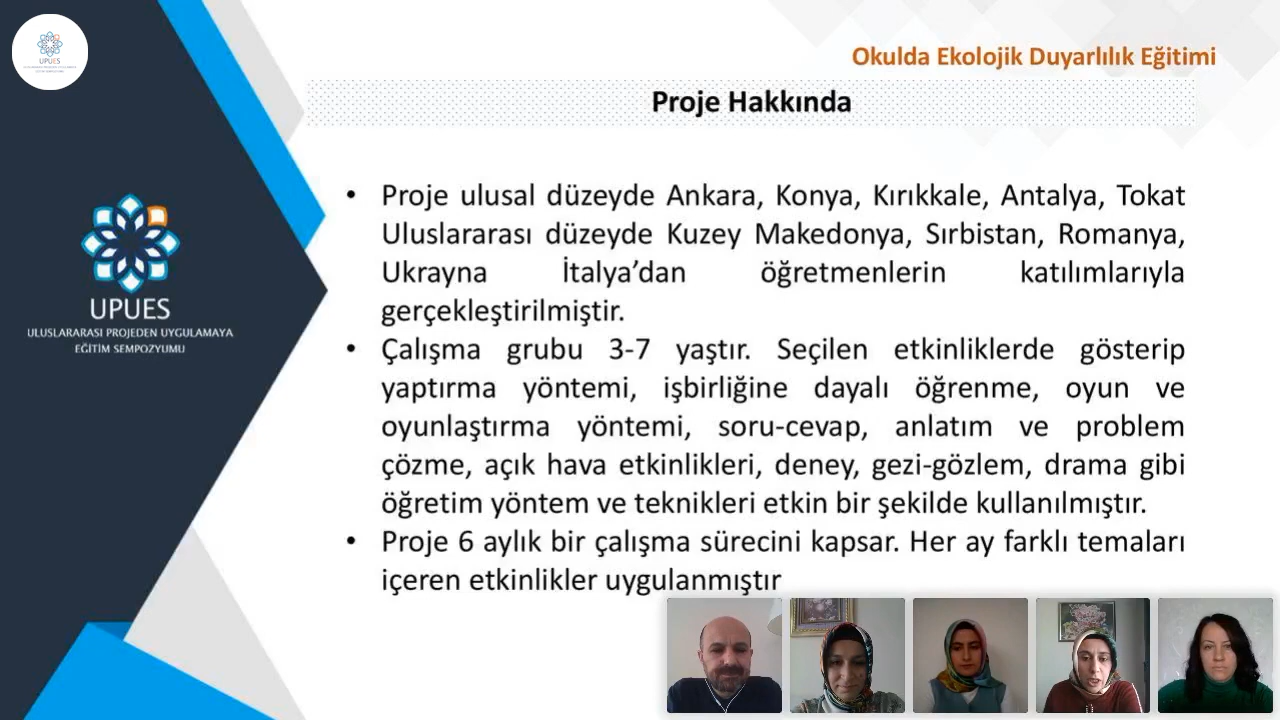 UPUES
Okulda Ekolojik Duyarlılık Eğitimi
Proje Hakkında
• Proje ulusal düzeyde Ankara, Konya, Kırıkkale, Antalya, Tokat
Uluslararası düzeyde Kuzey Makedonya, Sırbistan, Romanya,
Ukrayna İtalya’dan öğretmenlerin katılımlarıyla
gerçekleştirilmiştir.
• Çalışma grubu 3-7 yaştır. Seçilen etkinliklerde gösterip
yaptırma yöntemi, işbirliğine dayalı öğrenme, oyun ve
oyunlaştırma yöntemi, soru-cevap, anlatım ve problem
çözme, açık hava etkinlikleri, deney, gezi-gözlem, drama gibi
öğretim yöntem ve teknikleri etkin bir şekilde kullanılmıştır.
• Proje 6 aylık bir çalışma sürecini kapsar. Her ay farklı temaları
içeren etkinlikler uygulanmıştır
UPUES
ULUSLARARASI PROJEDEN UYGULAMAYA
EĞİTİM SEMPOZYUMU